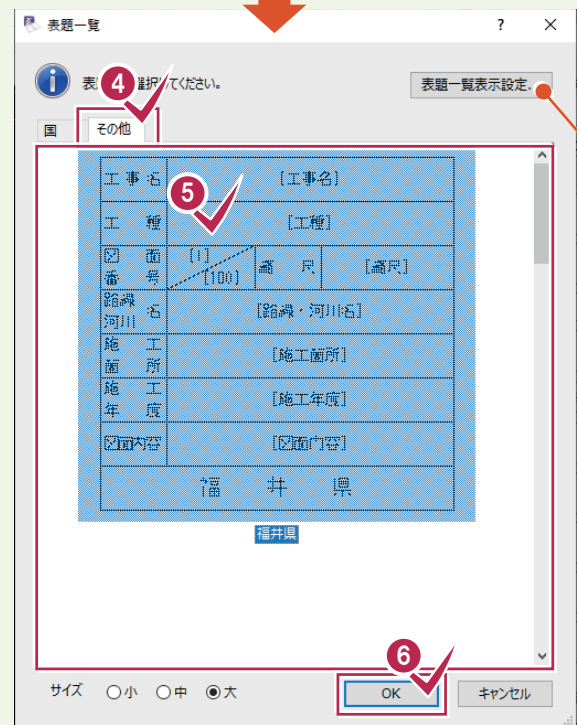 表題一覧 ? ×
表 4 選択してください。
表題一覧表示設定...
国 その他
5
工事名 [工事名]
工種 [工種]
図面番号 [1] [100] 縮尺 [縮尺]
路線河川名 [路線・河川名]
施工箇所 [施工箇所]
施工年度 [施工年度]
図面内容 [図面内容]
福井県
福井県
6
サイズ 小 中 大 OK キャンセル